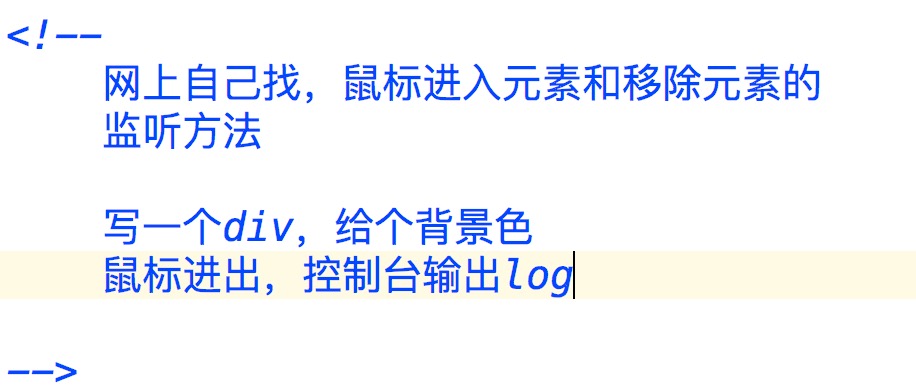 <!--
网上自己找，鼠标进入元素和移除元素的
监听方法
写一个div，给个背景色
鼠标进出，控制台输出log
-->